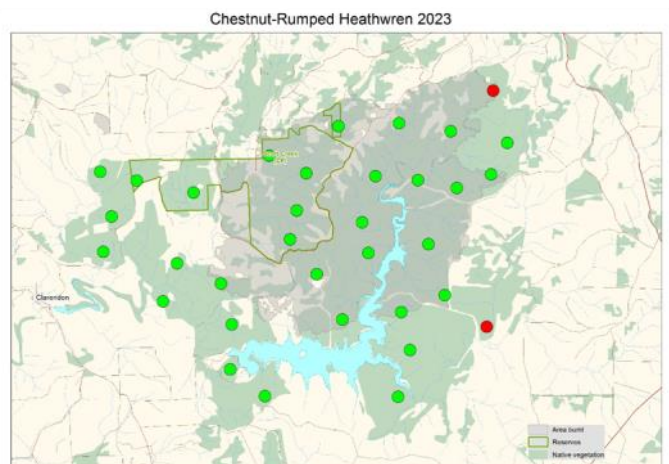 Chestnut-Rumped Heathwren 2023
Clarendon
Area burnt
Reserves
Native vegetation